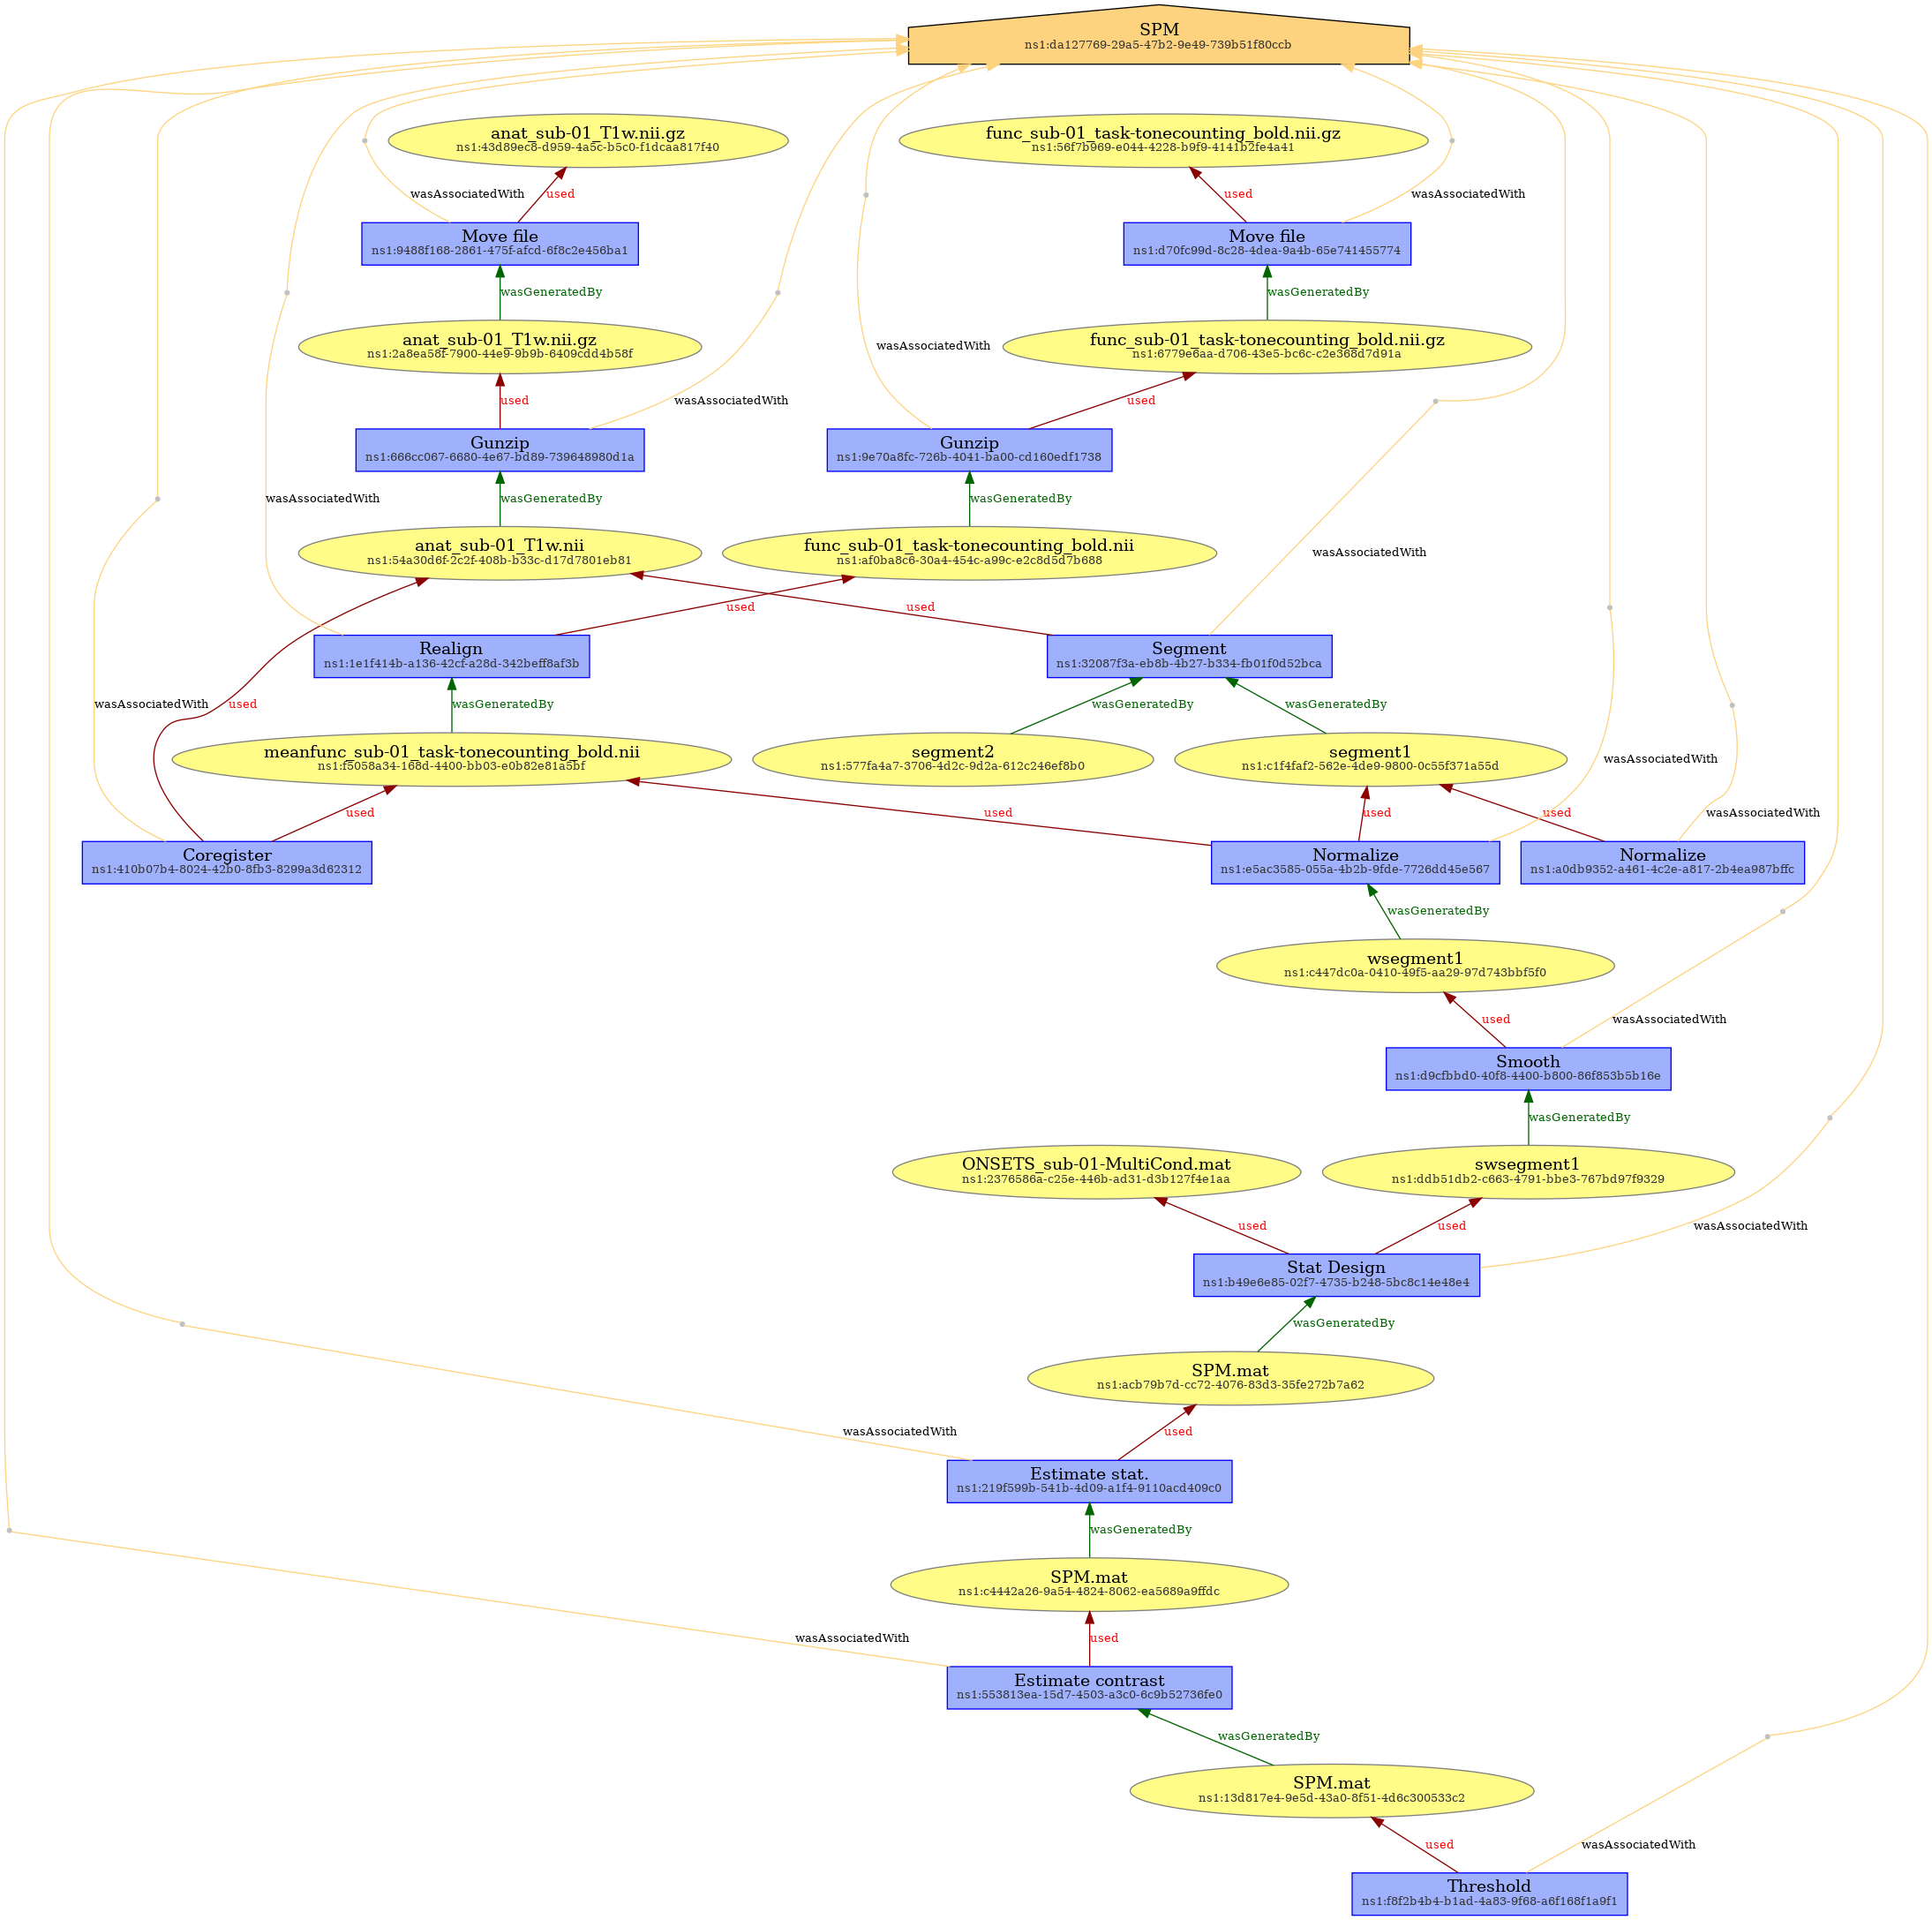 SPM
ns1:da127769-29a5-47b2-9e49-739b51f80ccb
anat_sub-01_T1w.nii.gz
ns1:43d89ec8-d959-4a5c-b5c0-f1dcaa817f40
func_sub-01_task-tonecounting_bold.nii.gz
ns1:56f7b969-e044-4228-b9f9-4141b2fe4a41
wasAssociatedWith
used
used
wasAssociatedWith
Move file
ns1:9488f168-2861-475f-afcd-6f8c2e456ba1
Move file
ns1:d70fc99d-8c28-4dea-9a4b-65e741455774
wasGeneratedBy
wasGeneratedBy
anat_sub-01_T1w.nii.gz
ns1:2a8ea58f-7900-44e9-9b9b-6409cdd4b58f
wasAssociatedWith
func_sub-01_task-tonecounting_bold.nii.gz
ns1:6779e6aa-d706-43e5-bc6c-c2e368d7d91a
used
wasAssociatedWith
used
Gunzip
ns1:666cc067-6680-4e67-bd89-739648980d1a
Gunzip
ns1:9e70a8fc-726b-4041-ba00-cd160edf1738
wasAssociatedWith
wasGeneratedBy
wasGeneratedBy
anat_sub-01_T1w.nii
ns1:54a30d6f-2c2f-408b-b33c-d17d7801eb81
func_sub-01_task-tonecounting_bold.nii
ns1:af0ba8c6-30a4-454c-a99c-e2c8d5d7b688
wasAssociatedWith
used
used
Realign
ns1:1e1f414b-a136-42cf-a28d-342beff8af3b
Segment
ns1:32087f3a-eb8b-4b27-b334-fb01f0d52bca
wasAssociatedWith
used
wasGeneratedBy
wasGeneratedBy
wasGeneratedBy
meanfunc_sub-01_task-tonecounting_bold.nii
ns1:f5058a34-168d-4400-bb03-e0b82e81a5bf
segment2
ns1:577fa4a7-3706-4d2c-9d2a-612c246ef8b0
segment1
ns1:c1f4faf2-562e-4de9-9800-0c55f371a55d
wasAssociatedWith
used
used
used
used
wasAssociatedWith
Coregister
ns1:410b07b4-8024-42b0-8fb3-8299a3d62312
Normalize
ns1:e5ac3585-055a-4b2b-9fde-7726dd45e567
Normalize
ns1:a0db9352-a461-4c2e-a817-2b4ea987bffc
wasGeneratedBy
wsegment1
ns1:c447dc0a-0410-49f5-aa29-97d743bbf5f0
used
wasAssociatedWith
Smooth
ns1:d9cfbbd0-40f8-4400-b800-86f853b5b16e
wasGeneratedBy
ONSETS_sub-01-MultiCond.mat
ns1:2376586a-c25e-446b-ad31-d3b127f4e1aa
swsegment1
ns1:ddb51db2-c663-4791-bbe3-767bd97f9329
used
used
wasAssociatedWith
Stat Design
ns1:b49e6e85-02f7-4735-b248-5bc8c14e48e4
wasGeneratedBy
SPM.mat
ns1:acb79b7d-cc72-4076-83d3-35fe272b7a62
wasAssociatedWith
used
Estimate stat.
ns1:219f599b-541b-4d09-a1f4-9110acd409c0
wasGeneratedBy
SPM.mat
ns1:c4442a26-9a54-4824-8062-ea5689a9ffdc
wasAssociatedWith
used
Estimate contrast
ns1:553813ea-15d7-4503-a3c0-6c9b52736fe0
wasGeneratedBy
SPM.mat
ns1:13d817e4-9e5d-43a0-8f51-4d6c300533c2
used
wasAssociatedWith
Threshold
ns1:f8f2b4b4-b1ad-4a83-9f68-a6f168f1a9f1